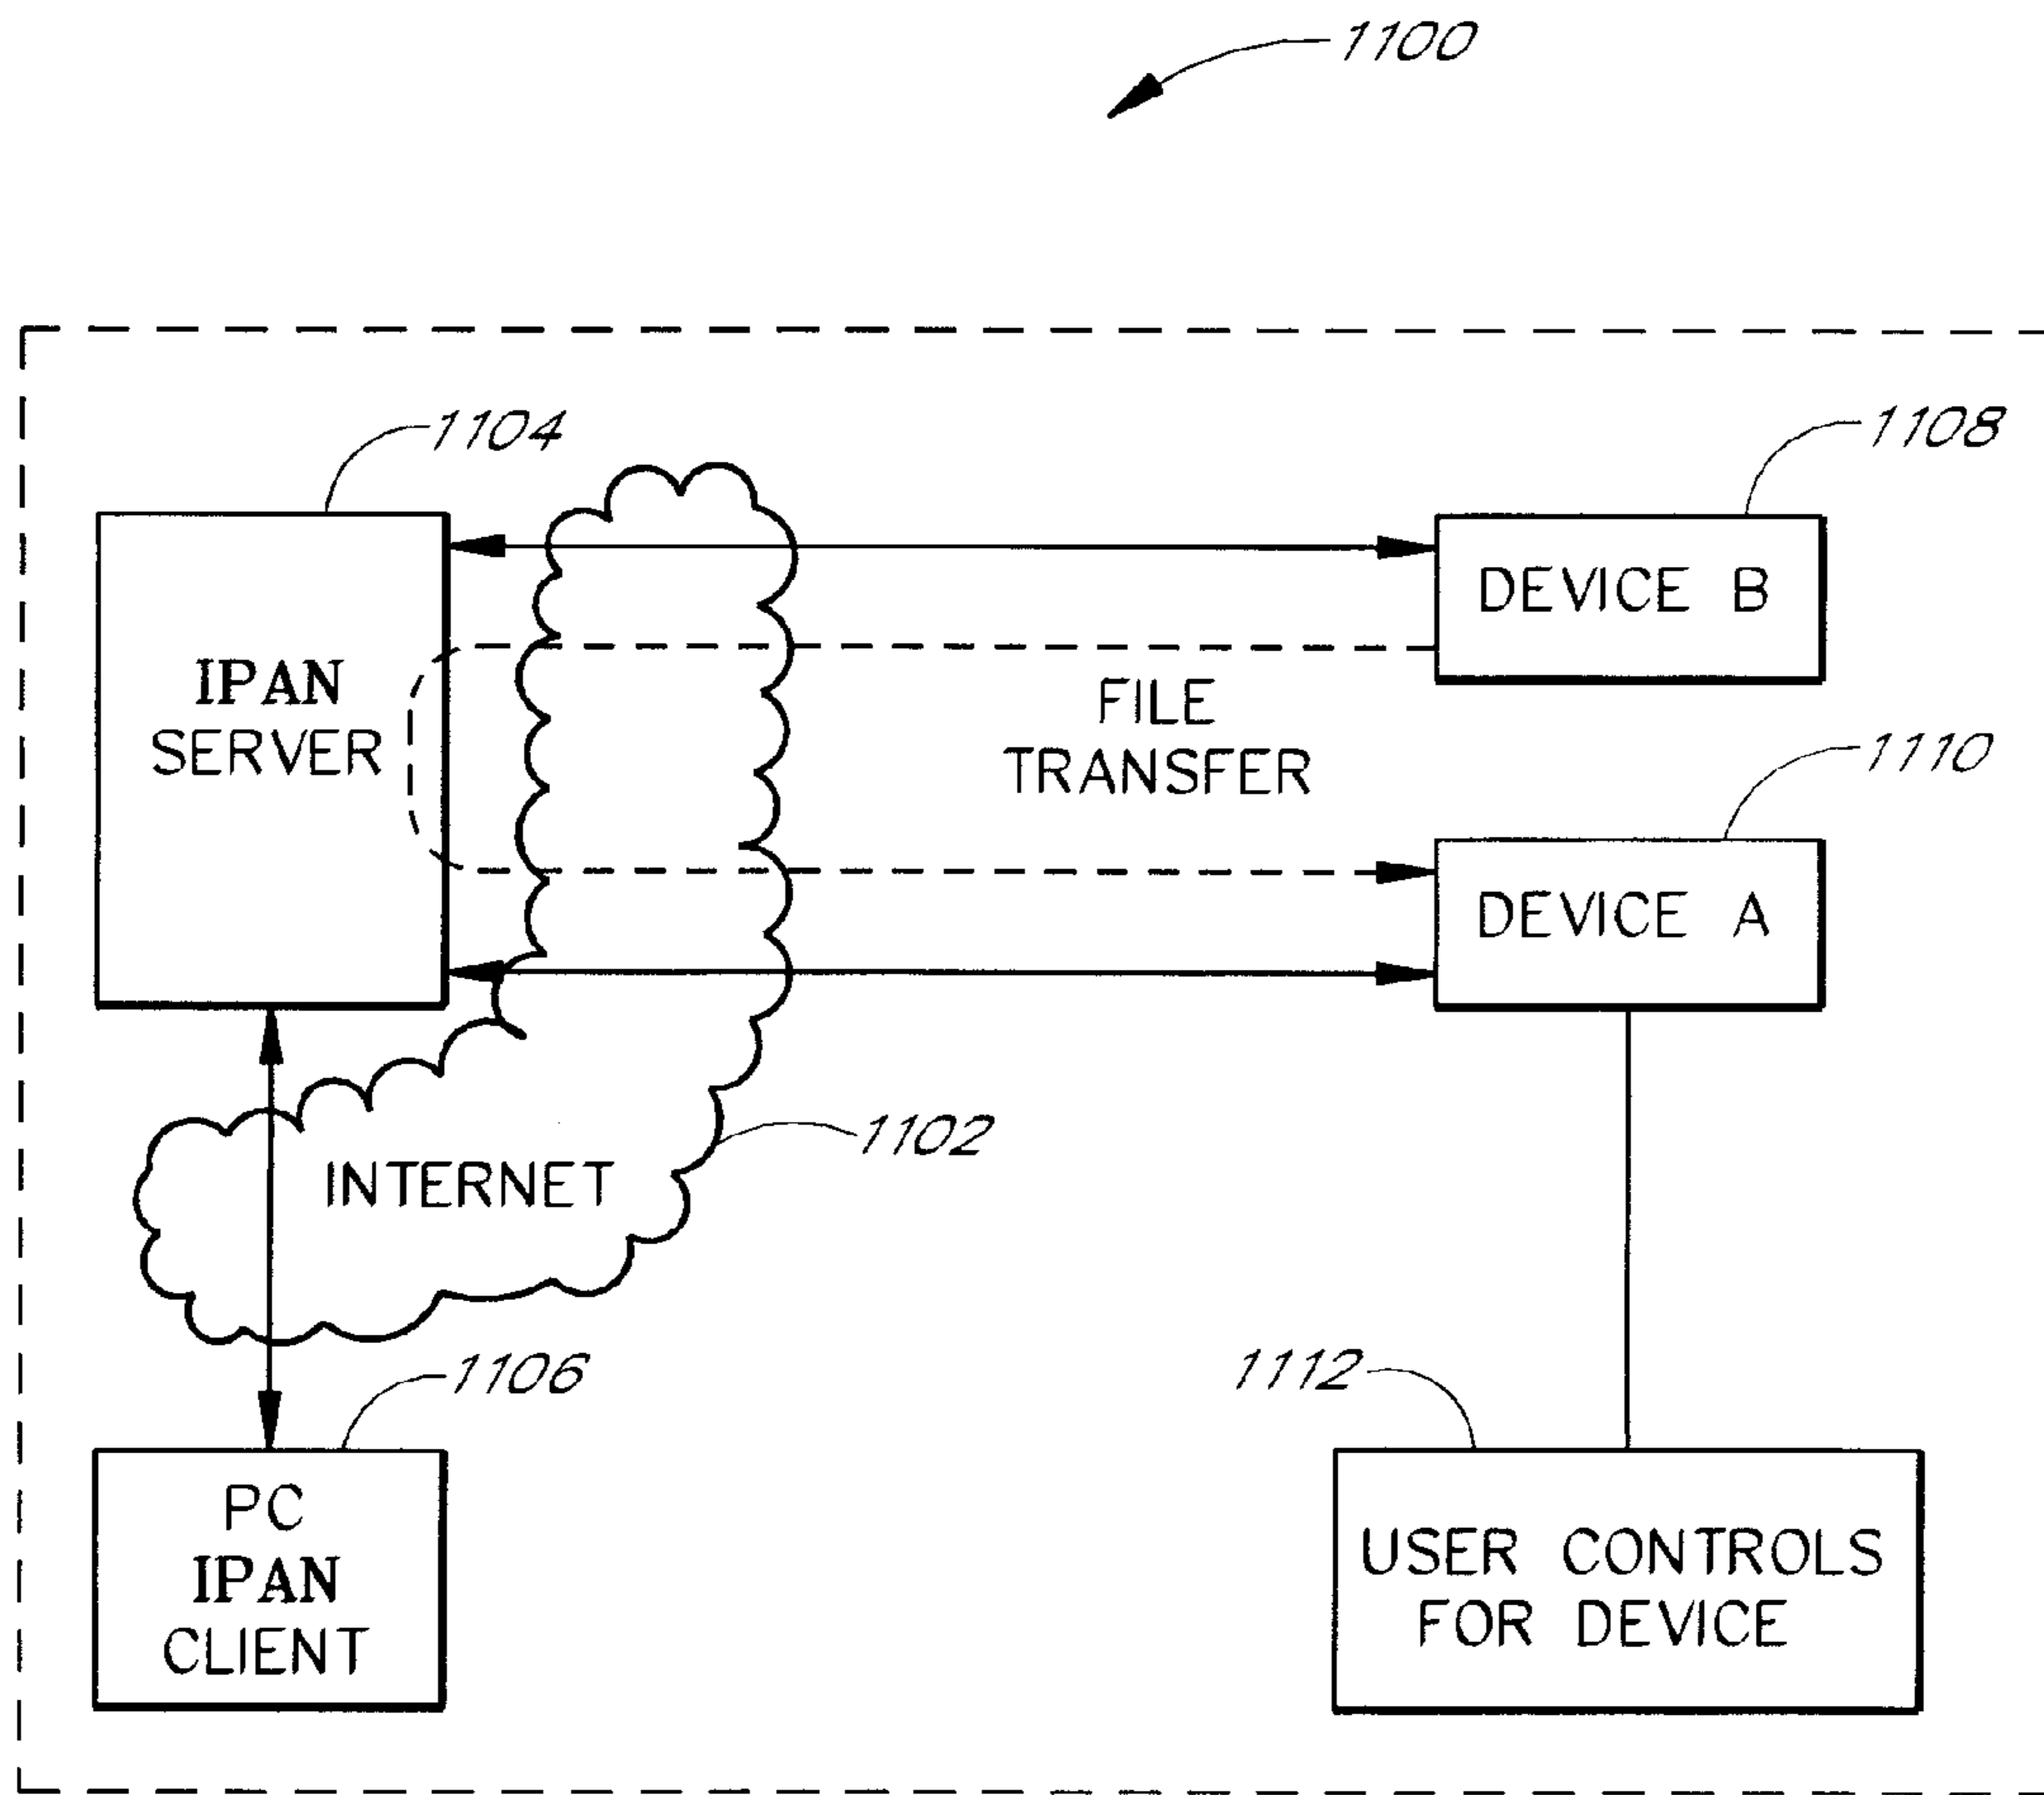 1100
1104
1108
DEVICE B
IPAN
SERVER
FILE
TRANSFER
1110
DEVICE A
1102
INTERNET
1106
1112
PC
IPAN
CLIENT
USER CONTROLS
FOR DEVICE